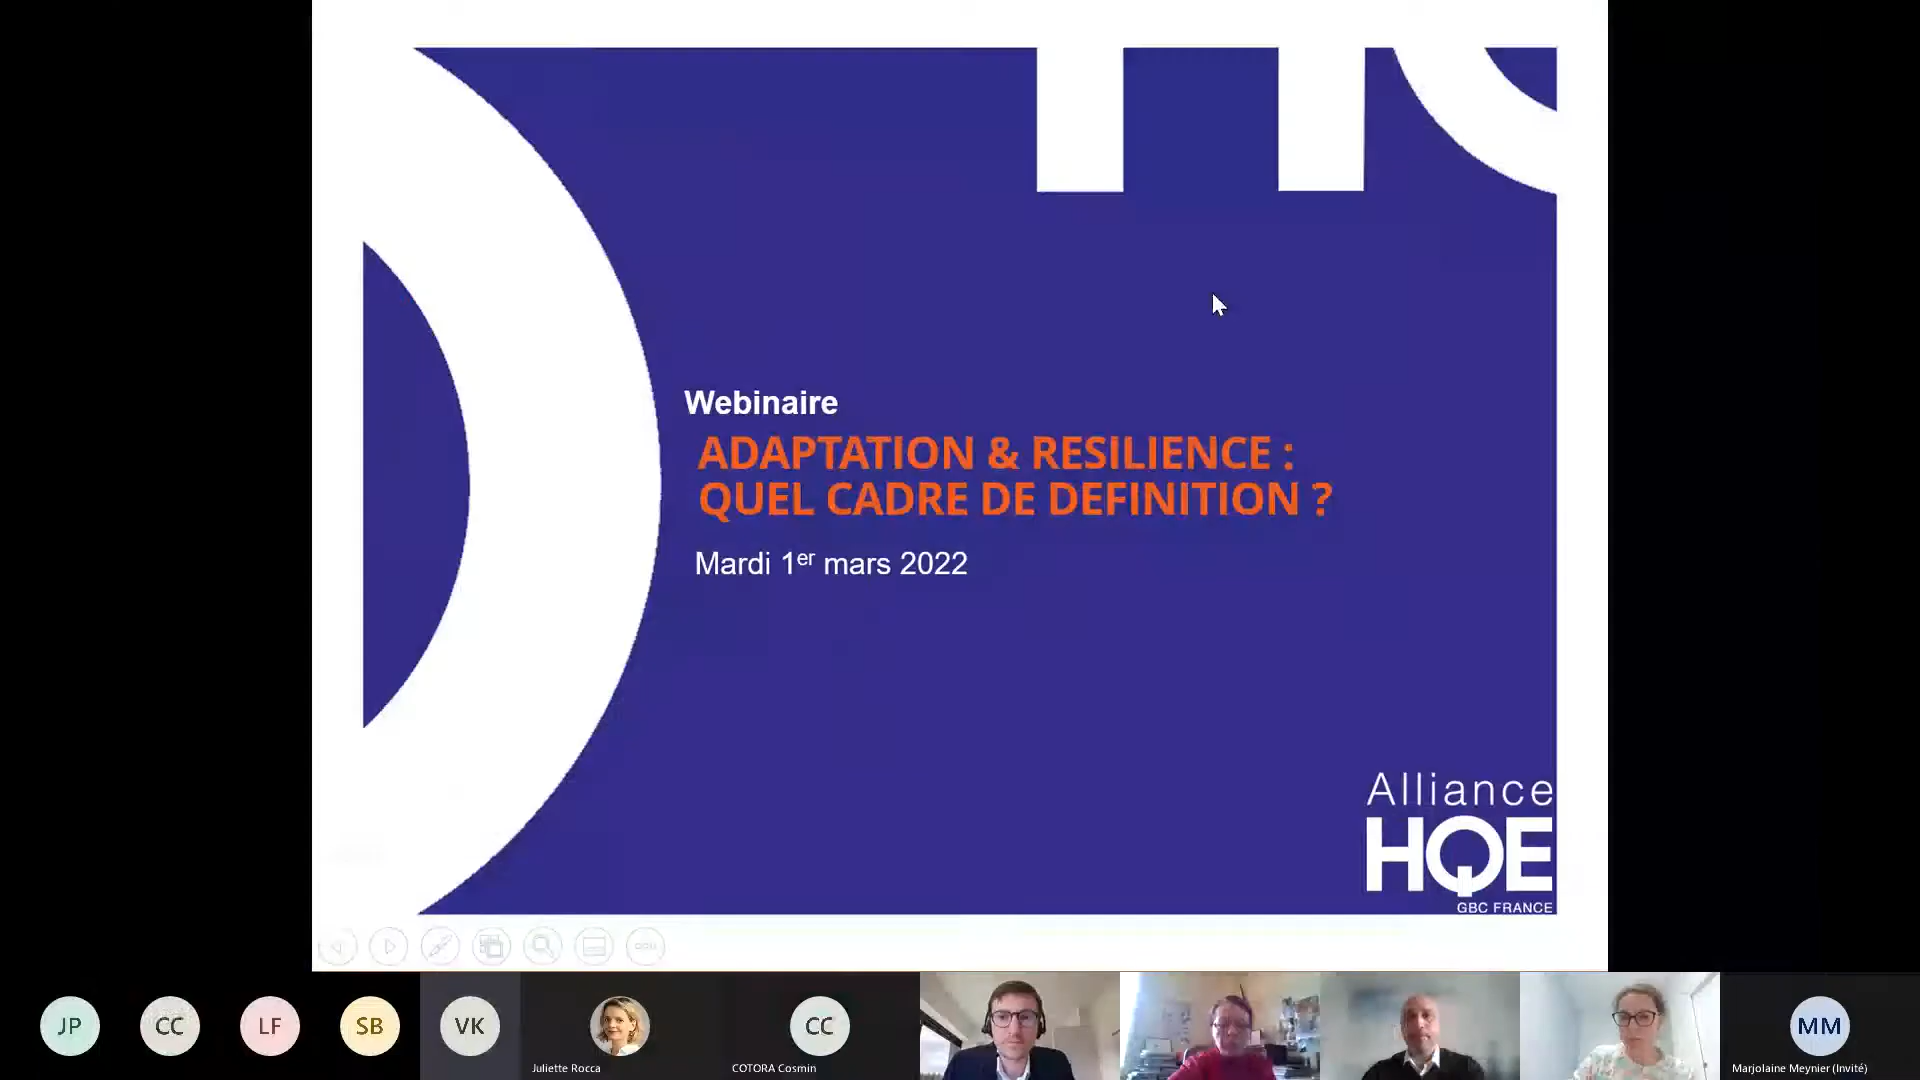 Webinaire
ADAPTATION & RESILIENCE :
QUEL CADRE DE DEFINITION ?
Mardi 1er mars 2022
Alliance
HQE
GBC FRANCE
JP
CC
LF
SB
VK
Juliette Rocca
CC
COTORA Cosmin
MM
Marjolaine Meynier (Invité)